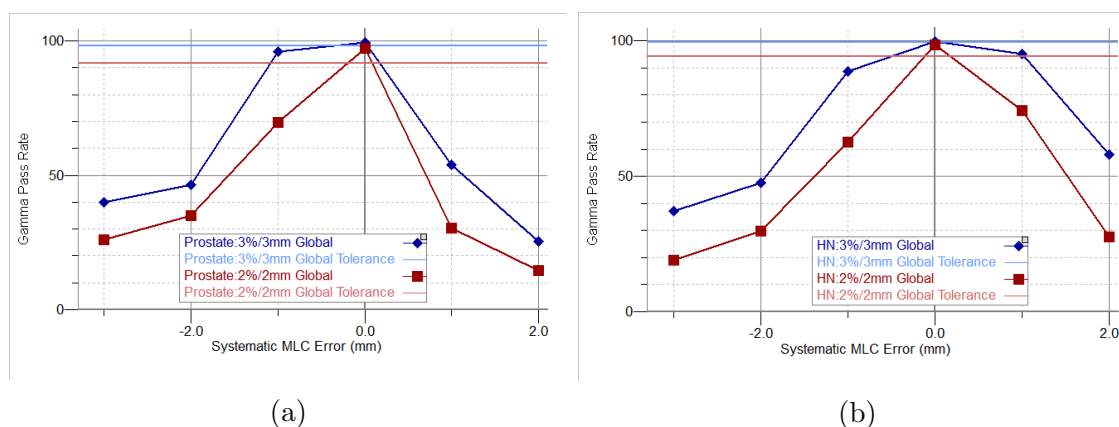 (a)
100
50
0
Gamma Pass Rate
Prostate:3%/3mm Global
Prostate:3%/3mm Global Tolerance
Prostate:2%/2mm Global
Prostate:2%/2mm Global Tolerance
-2.0
0.0
2.0
Systematic MLC Error (mm)
(b)
100
50
0
Gamma Pass Rate
HN:3%/3mm Global
HN:3%/3mm Global Tolerance
HN:2%/2mm Global
HN:2%/2mm Global Tolerance
-2.0
0.0
2.0
Systematic MLC Error (mm)
(a)
(b)